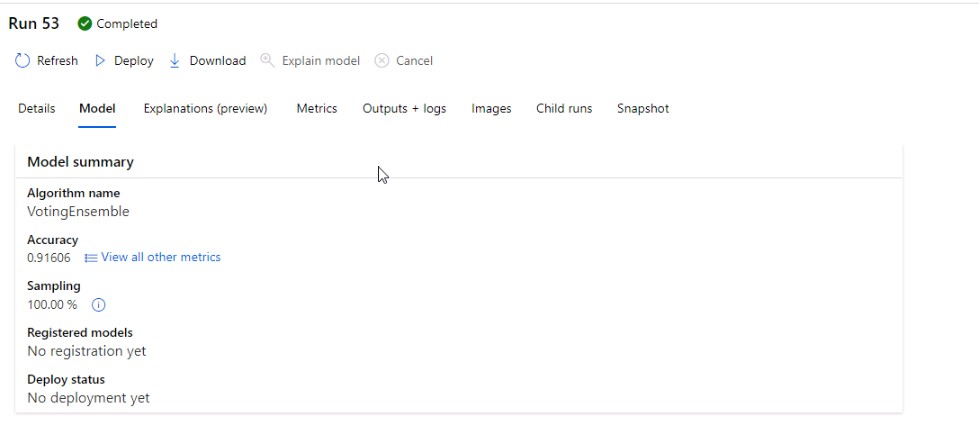 Run 53 Completed
Refresh Deploy Download Explain model Cancel
Details Model Explanations (preview) Metrics Outputs + logs Images Child runs Snapshot
Model summary
Algorithm name
VotingEnsemble
Accuracy
0.91606 View all other metrics
Sampling
100.00 %
Registered models
No registration yet
Deploy status
No deployment yet